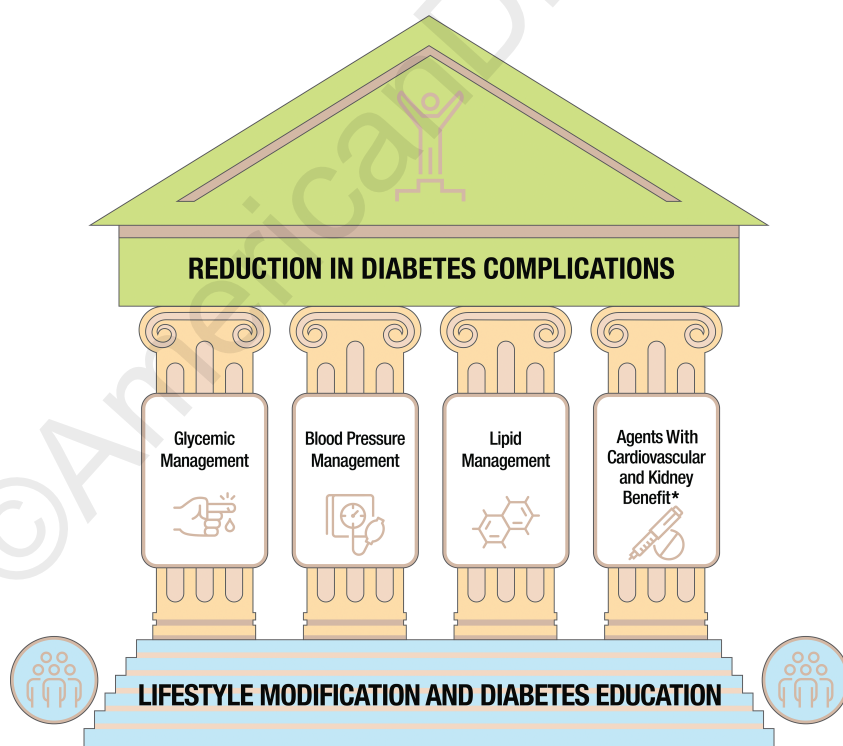 ©AmericanD
REDUCTION IN DIABETES COMPLICATIONS
Glycemic
Management
Blood Pressure
Management
Lipid
Management
Agents With
Cardiovascular
and Kidney
Benefit*
LIFESTYLE MODIFICATION AND DIABETES EDUCATION